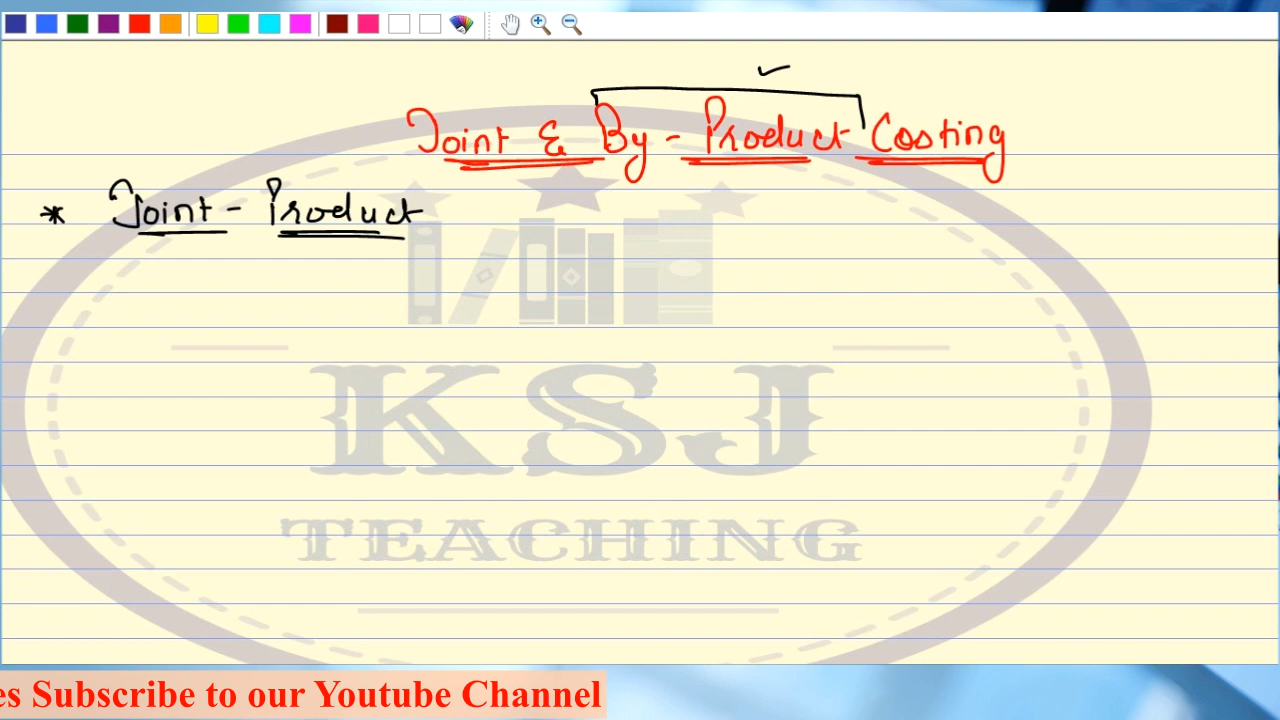 Joint & By-Product Costing
* Joint-Product
KSJ
TEACHING
es Subscribe to our Youtube Channel